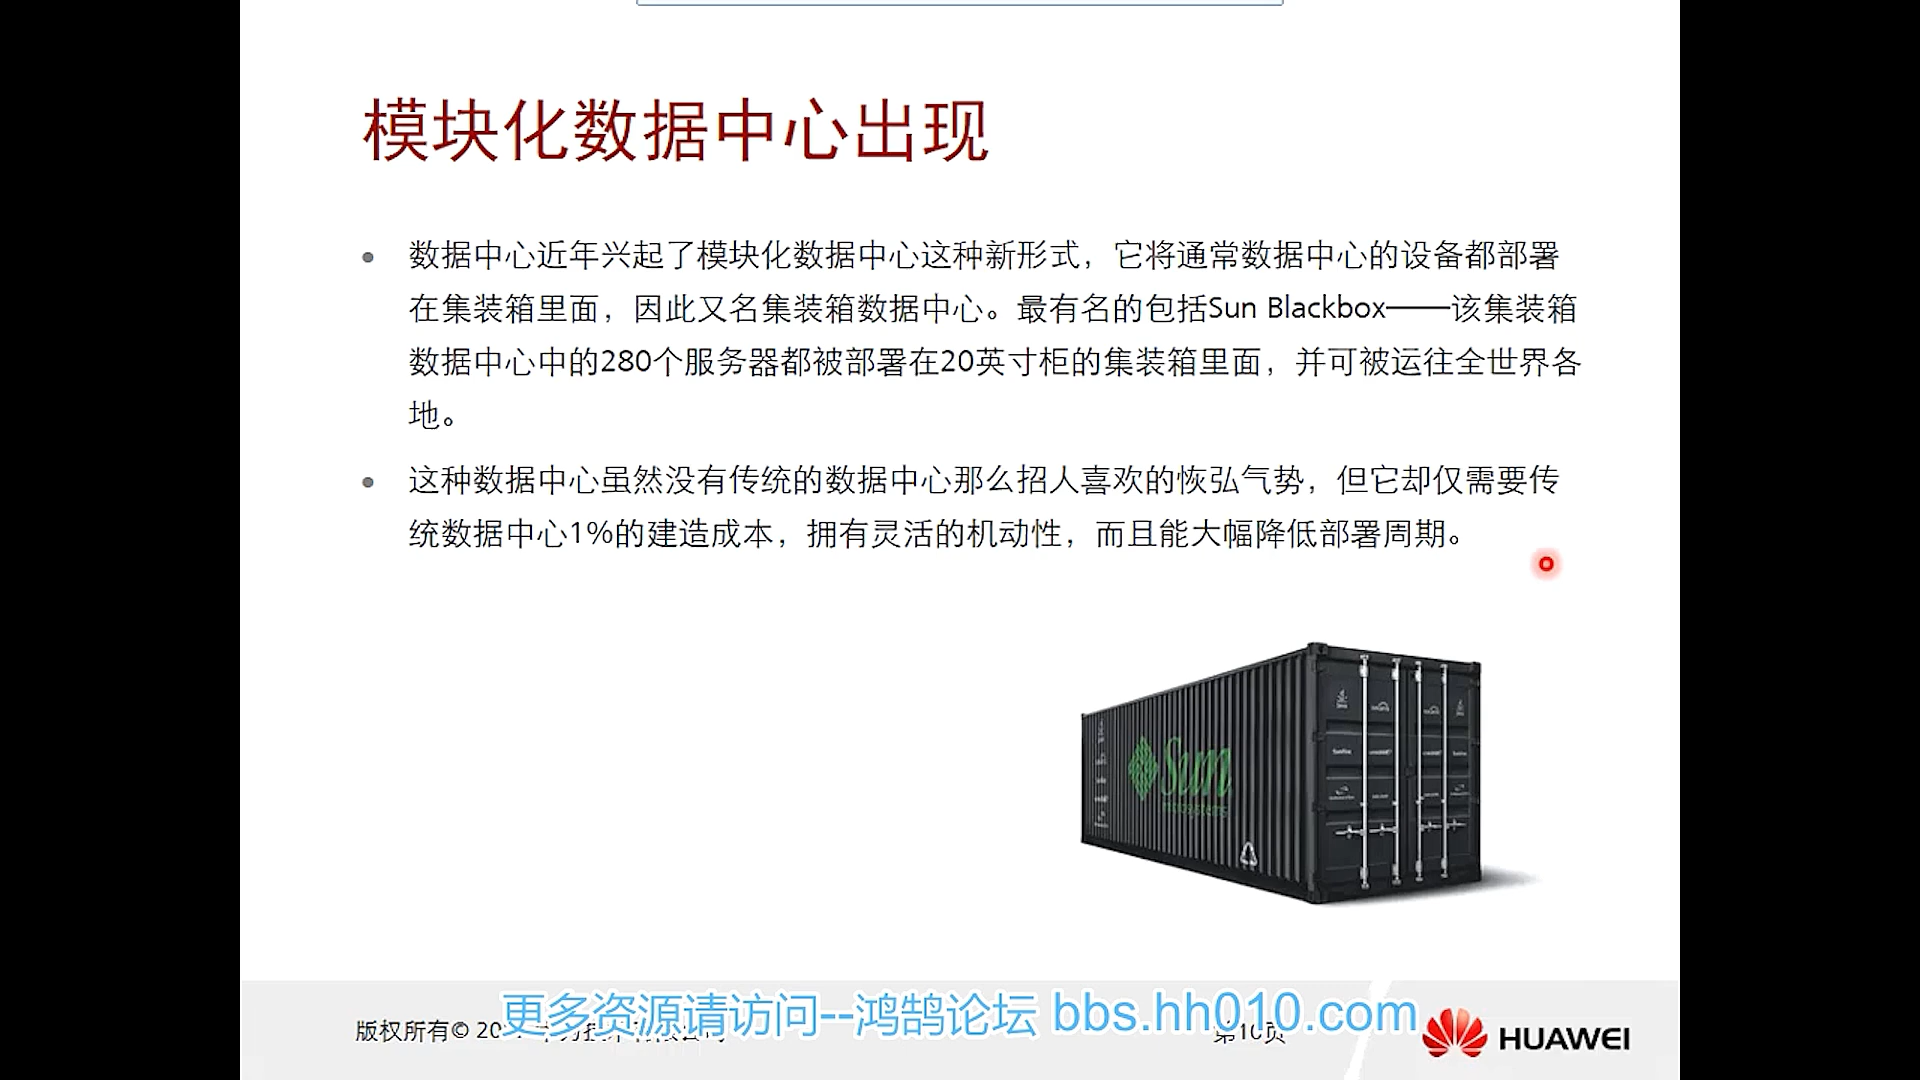 模块化数据中心出现
数据中心近年兴起了模块化数据中心这种新形式，它将通常数据中心的设备都部署
在集装箱里面，因此又名集装箱数据中心。最有名的包括Sun Blackbox——该集装箱
数据中心中的280个服务器都被部署在20英寸柜的集装箱里面，并可被运往全世界各
地。
这种数据中心虽然没有传统的数据中心那么招人喜欢的恢弘气势，但它却仅需要传
统数据中心1%的建造成本，拥有灵活的机动性，而且能大幅降低部署周期。
Sun
microsystems
更多资源请访问--鸿鹄论坛 bbs.hh010.com
版权所有© 20
第10页
HUAWEI